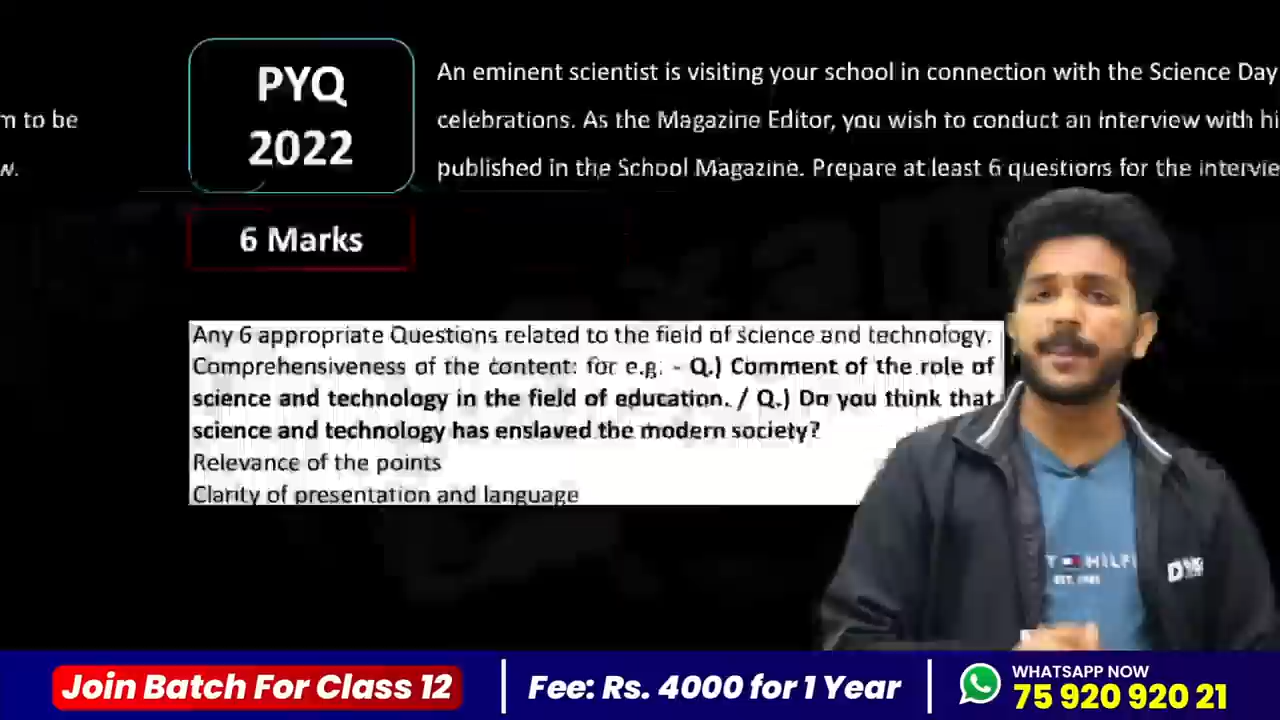 PYQ
2022
An eminent scientist is visiting your school in connection with the Science Day
m to be
celebrations. As the Magazine Editor, you wish to conduct an interview with hi
w.
published in the School Magazine. Prepare at least 6 questions for the intervie
6 Marks
Any 6 appropriate Questions related to the field of science and technology.
Comprehensiveness of the content: for e.g: - Q.) Comment of the role of
science and technology in the field of education. / Q.) Do you think that
science and technology has enslaved the modern society?
Relevance of the points
Clarity of presentation and language
HILF
EST. 1985
Join Batch For Class 12
Fee: Rs. 4000 for 1 Year
WHATSAPP NOW
75 920 920 21